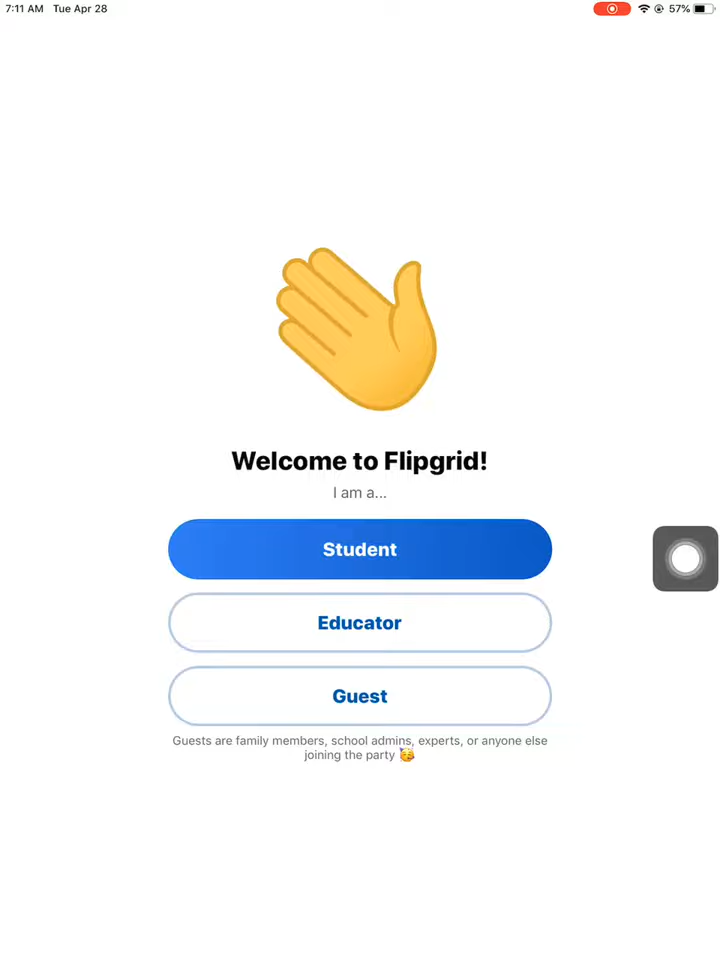 7:11 AM Tue Apr 28
57%
Welcome to Flipgrid!
I am a...
Student
Educator
Guest
Guests are family members, school admins, experts, or anyone else
joining the party 🥳